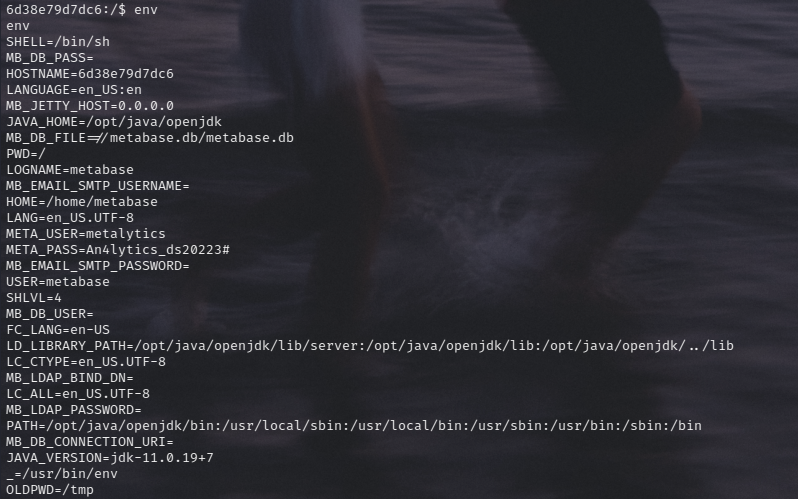 6d38e79d7dc6:/$ env
env
SHELL=/bin/sh
MB_DB_PASS=
HOSTNAME=6d38e79d7dc6
LANGUAGE=en_US:en
MB_JETTY_HOST=0.0.0.0
JAVA_HOME=/opt/java/openjdk
MB_DB_FILE=//metabase.db/metabase.db
PWD=/
LOGNAME=metabase
MB_EMAIL_SMTP_USERNAME=
HOME=/home/metabase
LANG=en_US.UTF-8
META_USER=metalytics
META_PASS=An4lytics_ds20223#
MB_EMAIL_SMTP_PASSWORD=
USER=metabase
SHLVL=4
MB_DB_USER=
FC_LANG=en-US
LD_LIBRARY_PATH=/opt/java/openjdk/lib/server:/opt/java/openjdk/lib:/opt/java/openjdk/../lib
LC_CTYPE=en_US.UTF-8
MB_LDAP_BIND_DN=
LC_ALL=en_US.UTF-8
MB_LDAP_PASSWORD=
PATH=/opt/java/openjdk/bin:/usr/local/sbin:/usr/local/bin:/usr/sbin:/usr/bin:/sbin:/bin
MB_DB_CONNECTION_URI=
JAVA_VERSION=jdk-11.0.19+7
_=/usr/bin/env
OLDPWD=/tmp